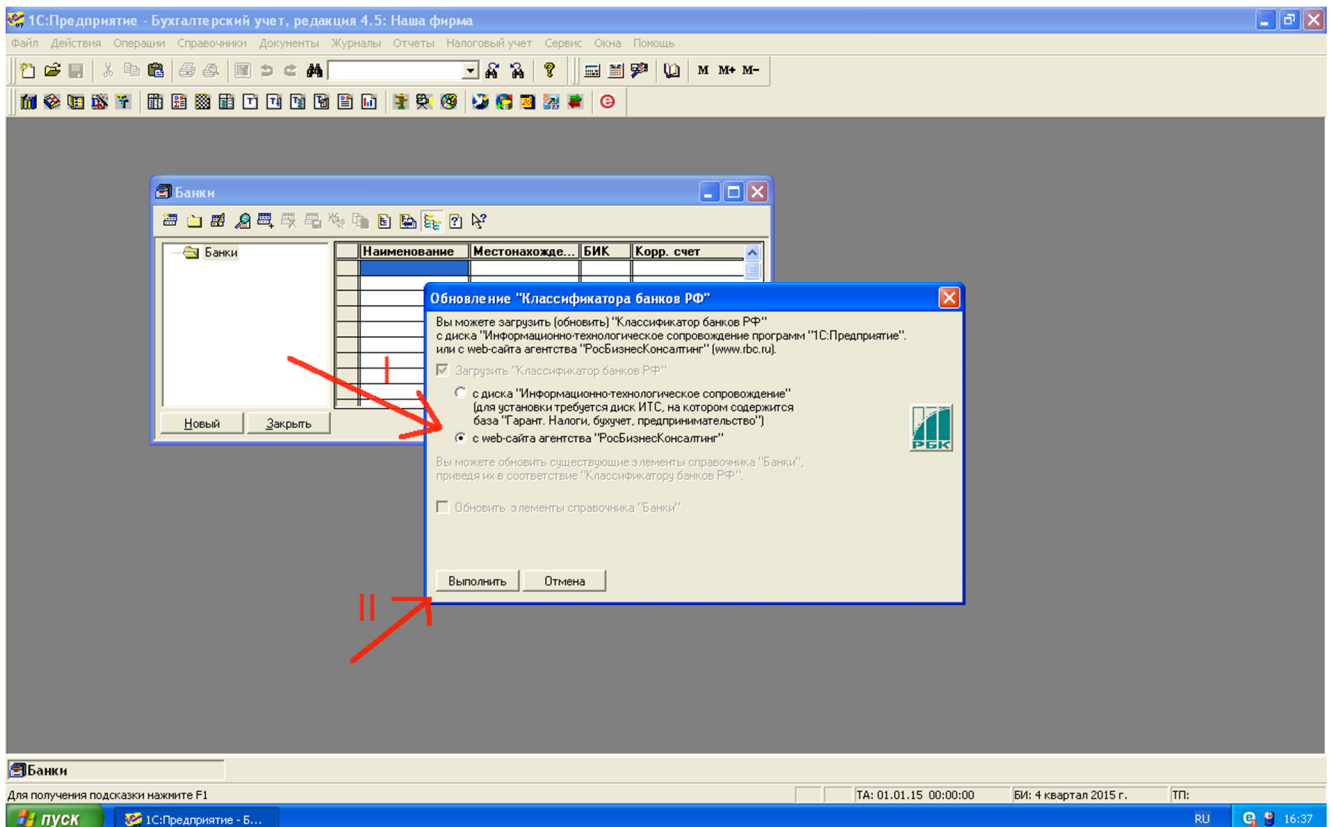 1С:Предприятие - Бухгалтерский учет, редакция 4.5: Наша фирма
Файл Действия Операции Справочники Документы Журналы Отчеты Налоговый учет Сервис Окна Помощь
М М+ М-
Банки
Банки
Наименование Местонахожде... БИК Корр. счет
Новый Закрыть
Обновление "Классификатора банков РФ"
Вы можете загрузить (обновить) "Классификатор банков РФ"
с диска "Информационно-технологическое сопровождение программ "1С:Предприятие".
или с web-сайта агентства "РосБизнесКонсалтинг" (www.rbc.ru).
Загрузить "Классификатор банков РФ"
с диска "Информационно-технологическое сопровождение"
(для установки требуется диск ИТС, на котором содержится
база "Гарант. Налоги, бухучет, предпринимательство")
с web-сайта агентства "РосБизнесКонсалтинг"
РБК
Вы можете обновить существующие элементы справочника "Банки",
приведя их в соответствие "Классификатору банков РФ".
Обновить элементы справочника "Банки"
Выполнить Отмена
I
II
Банки
Для получения подсказки нажмите F1
ТА: 01.01.15 00:00:00 БИ: 4 квартал 2015 г. ТП:
пуск 1С:Предприятие - Б... RU 16:37